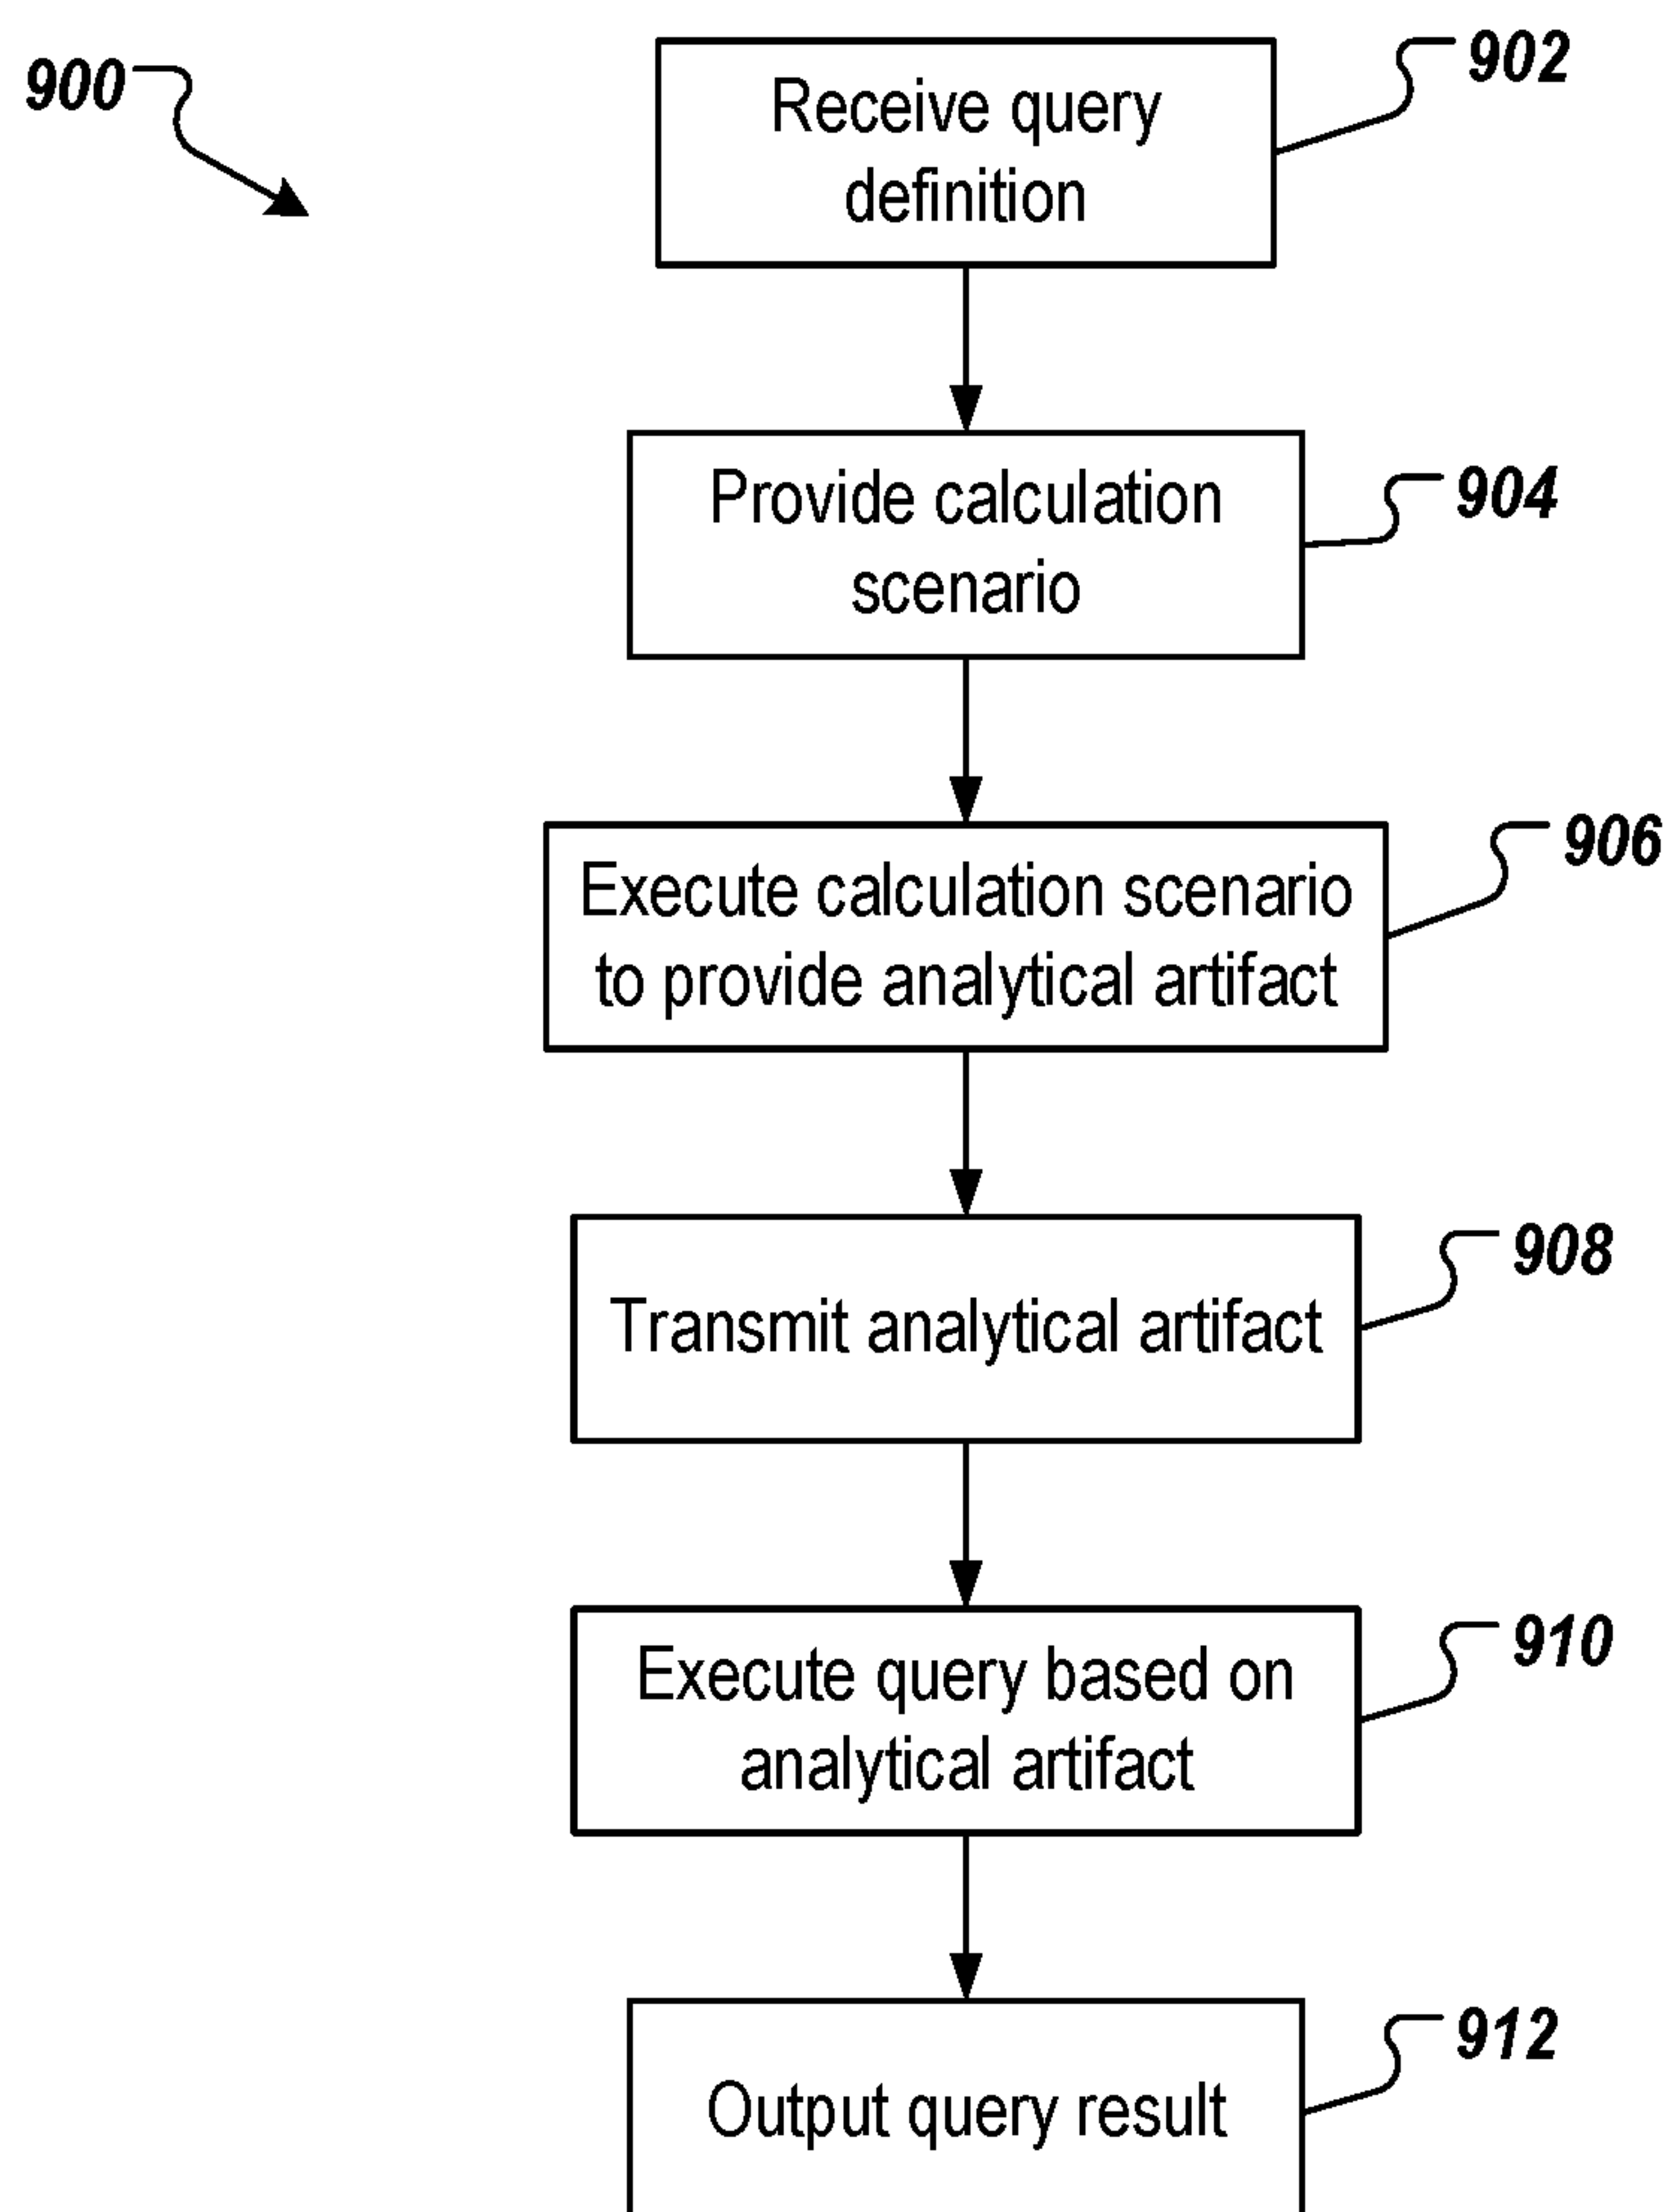 900
902
Receive query
definition
904
Provide calculation
scenario
906
Execute calculation scenario
to provide analytical artifact
908
Transmit analytical artifact
910
Execute query based on
analytical artifact
912
Output query result